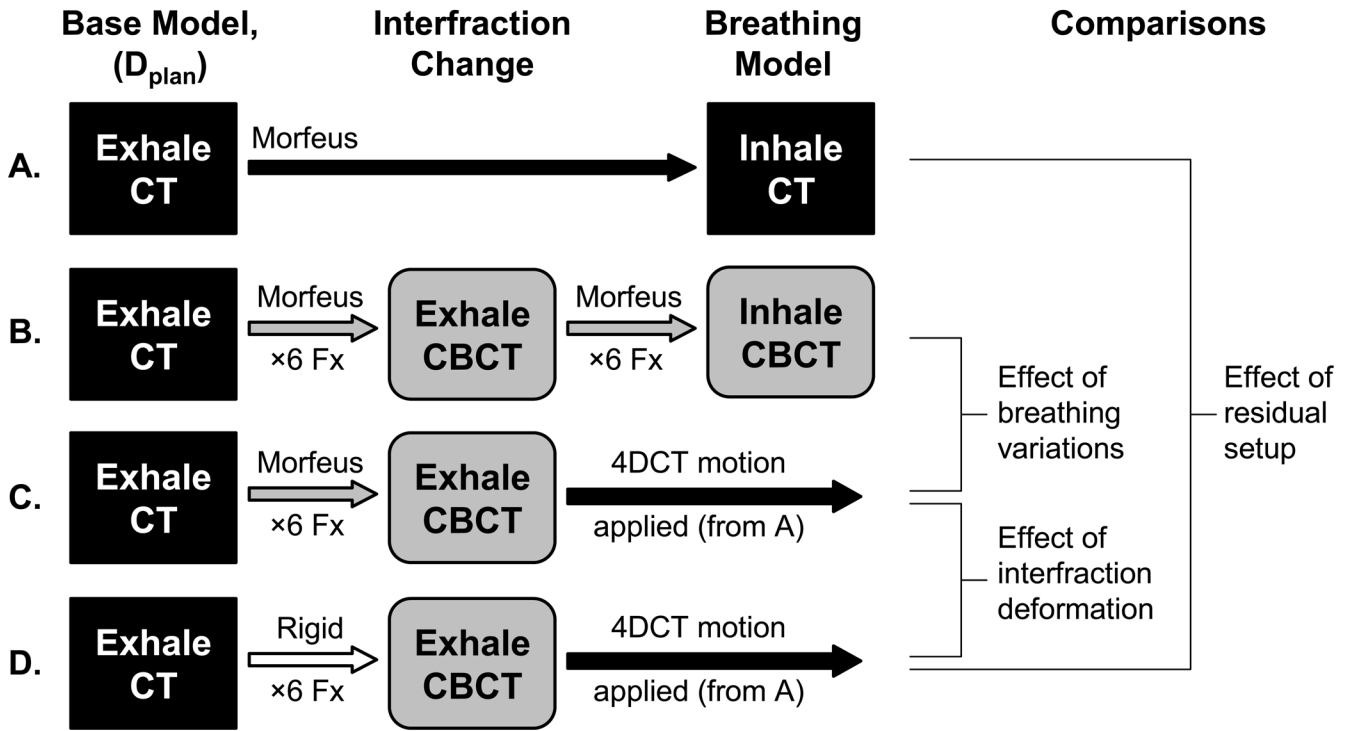 Base Model, (Dplan)
Interfraction Change
Breathing Model
Comparisons
A.
Exhale CT
Morfeus
Inhale CT
B.
Exhale CT
Morfeus
×6 Fx
Exhale CBCT
Morfeus
×6 Fx
Inhale CBCT
Effect of breathing variations
Effect of residual setup
C.
Exhale CT
Morfeus
×6 Fx
Exhale CBCT
4DCT motion
applied (from A)
Effect of interfraction deformation
D.
Exhale CT
Rigid
×6 Fx
Exhale CBCT
4DCT motion
applied (from A)